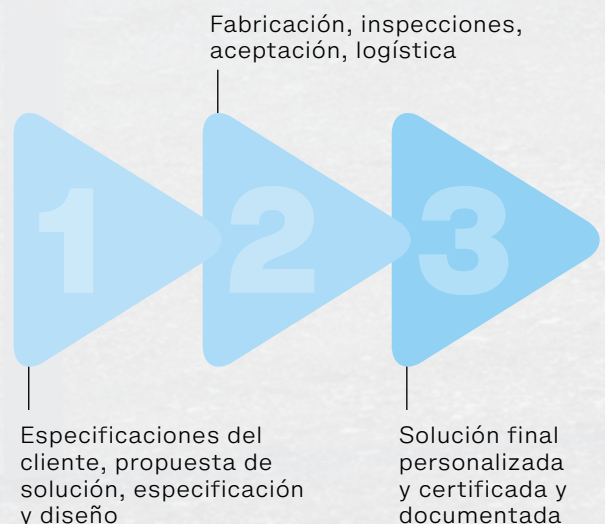 Fabricación, inspecciones,
aceptación, logística
1
2
3
Especificaciones del
cliente, propuesta de
solución, especificación
y diseño
Solución final
personalizada
y certificada y
documentada